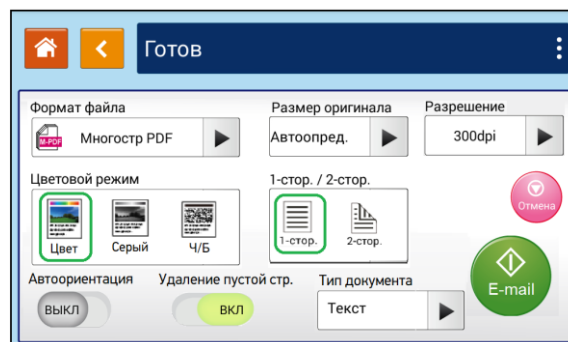 Готов
Формат файла
Размер оригинала
Разрешение
M-PDF
Многостр PDF
Автоопред.
300dpi
Цветовой режим
1-стор. / 2-стор.
Цвет
Серый
Ч/Б
1-стор.
2-стор.
Отмена
Автоориентация
Удаление пустой стр.
Тип документа
ВЫКЛ
ВКЛ
Текст
E-mail